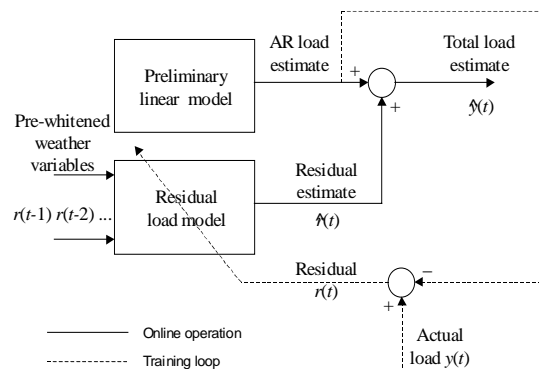 AR load
estimate
Total load
estimate
ŷ(t)
Preliminary
linear model
+
+
Pre-whitened
weather
variables
r(t-1) r(t-2) ...
Residual
load model
Residual
estimate
r̂(t)
Residual
r(t)
−
+
Actual
load y(t)
Online operation
Training loop